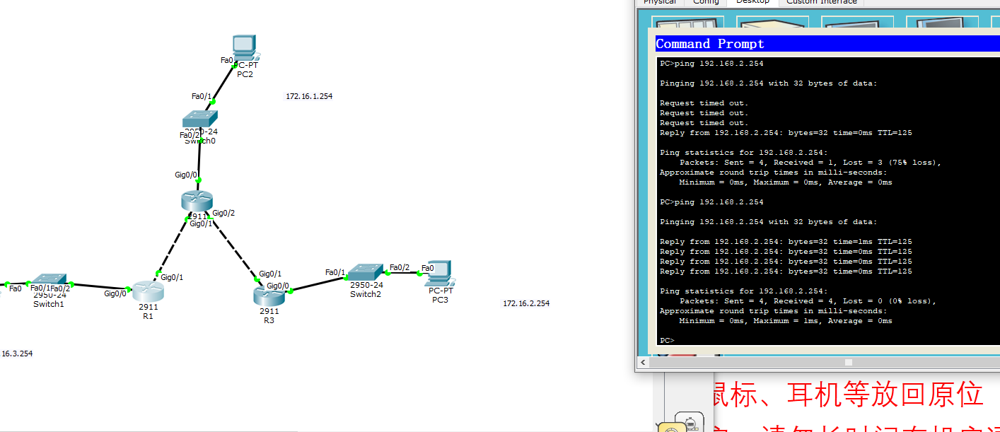 Physical Config Desktop Custom Interface
Command Prompt
PC>ping 192.168.2.254
Pinging 192.168.2.254 with 32 bytes of data:
Request timed out.
Request timed out.
Request timed out.
Reply from 192.168.2.254: bytes=32 time=0ms TTL=125
Ping statistics for 192.168.2.254:
Packets: Sent = 4, Received = 1, Lost = 3 (75% loss),
Approximate round trip times in milli-seconds:
Minimum = 0ms, Maximum = 0ms, Average = 0ms
PC>ping 192.168.2.254
Pinging 192.168.2.254 with 32 bytes of data:
Reply from 192.168.2.254: bytes=32 time=1ms TTL=125
Reply from 192.168.2.254: bytes=32 time=0ms TTL=125
Reply from 192.168.2.254: bytes=32 time=0ms TTL=125
Reply from 192.168.2.254: bytes=32 time=0ms TTL=125
Ping statistics for 192.168.2.254:
Packets: Sent = 4, Received = 4, Lost = 0 (0% loss),
Approximate round trip times in milli-seconds:
Minimum = 0ms, Maximum = 1ms, Average = 0ms
PC>
Fa0
PC-PT
PC2
Fa0/1
172.16.1.254
2950-24
Fa0/2
Switch0
Gig0/0
Gig0/2
2911
Gig0/1
Gig0/1
Gig0/1
Fa0
Fa0/1
Fa0/2
2950-24
Switch1
Gig0/0
2911
R1
Gig0/0
2911
R3
Fa0/1
Fa0/2
Fa0
2950-24
Switch2
PC-PT
PC3
172.16.2.254
16.3.254
鼠标、耳机等放回原位